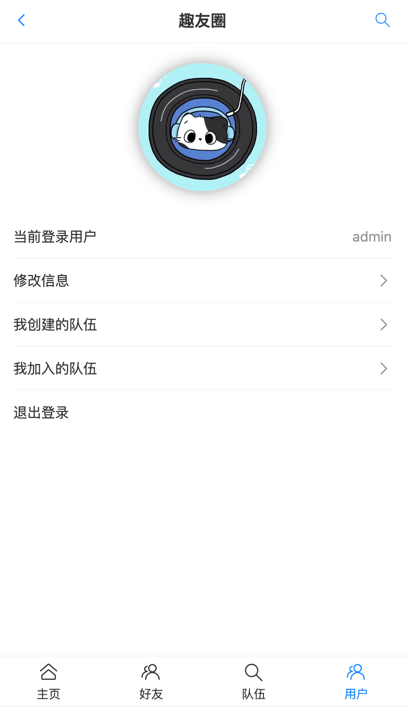 趣友圈
当前登录用户 admin
修改信息
我创建的队伍
我加入的队伍
退出登录
主页 好友 队伍 用户